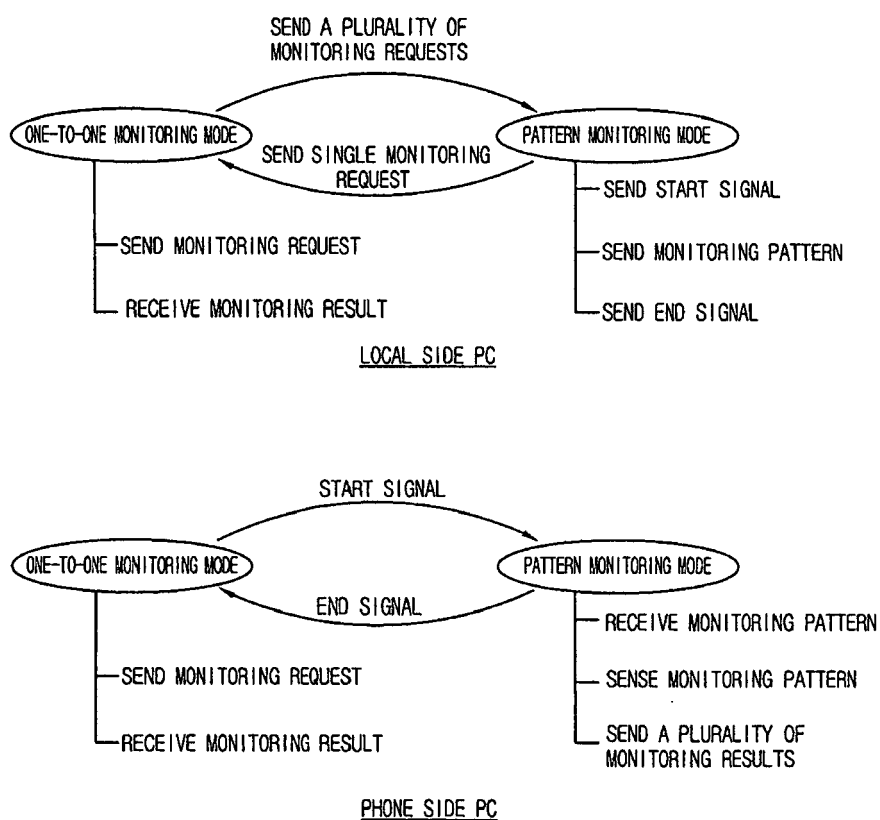 SEND A PLURALITY OF
MONITORING REQUESTS
ONE-TO-ONE MONITORING MODE
PATTERN MONITORING MODE
SEND SINGLE MONITORING
REQUEST
SEND START SIGNAL
SEND MONITORING REQUEST
SEND MONITORING PATTERN
RECEIVE MONITORING RESULT
SEND END SIGNAL
LOCAL SIDE PC
START SIGNAL
ONE-TO-ONE MONITORING MODE
PATTERN MONITORING MODE
END SIGNAL
RECEIVE MONITORING PATTERN
SEND MONITORING REQUEST
SENSE MONITORING PATTERN
RECEIVE MONITORING RESULT
SEND A PLURALITY OF
MONITORING RESULTS
PHONE SIDE PC